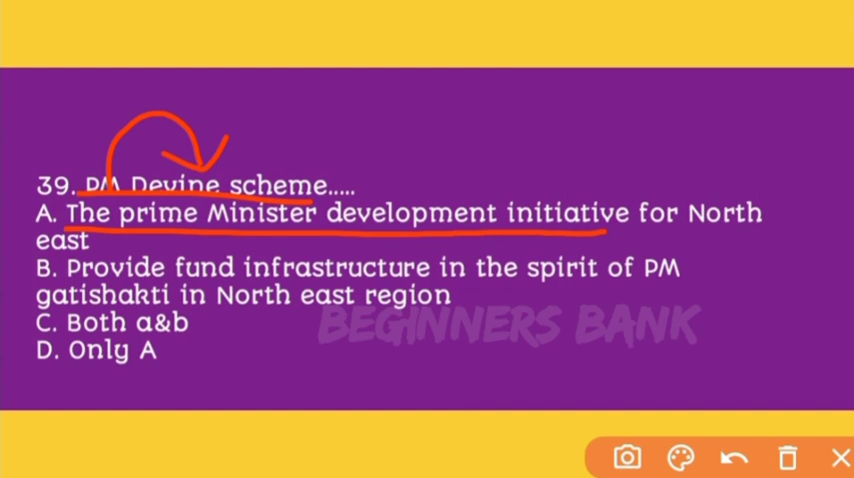 39. PM Devine scheme.....
A. The prime Minister development initiative for North
east
B. Provide fund infrastructure in the spirit of PM
gatishakti in North east region
C. Both a&b
D. Only A
BEGINNERS BANK